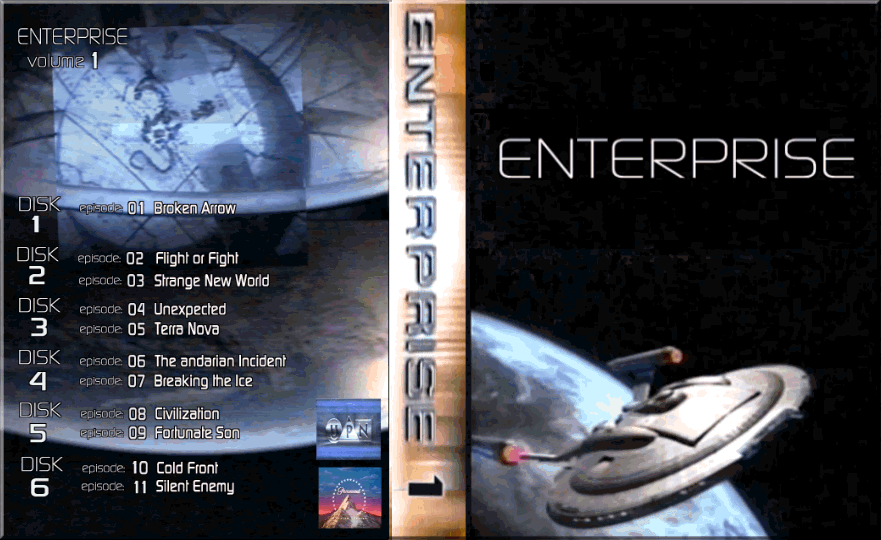 ENTERPRISE
volume 1
DISK 1
episode: 01 Broken Arrow
DISK 2
episode: 02 Flight or Fight
episode: 03 Strange New World
DISK 3
episode: 04 Unexpected
episode: 05 Terra Nova
DISK 4
episode: 06 The andarian Incident
episode: 07 Breaking the Ice
DISK 5
episode: 08 Civilization
episode: 09 Fortunate Son
DISK 6
episode: 10 Cold Front
episode: 11 Silent Enemy
UPN
Paramount
ENTERPRISE 1
ENTERPRISE